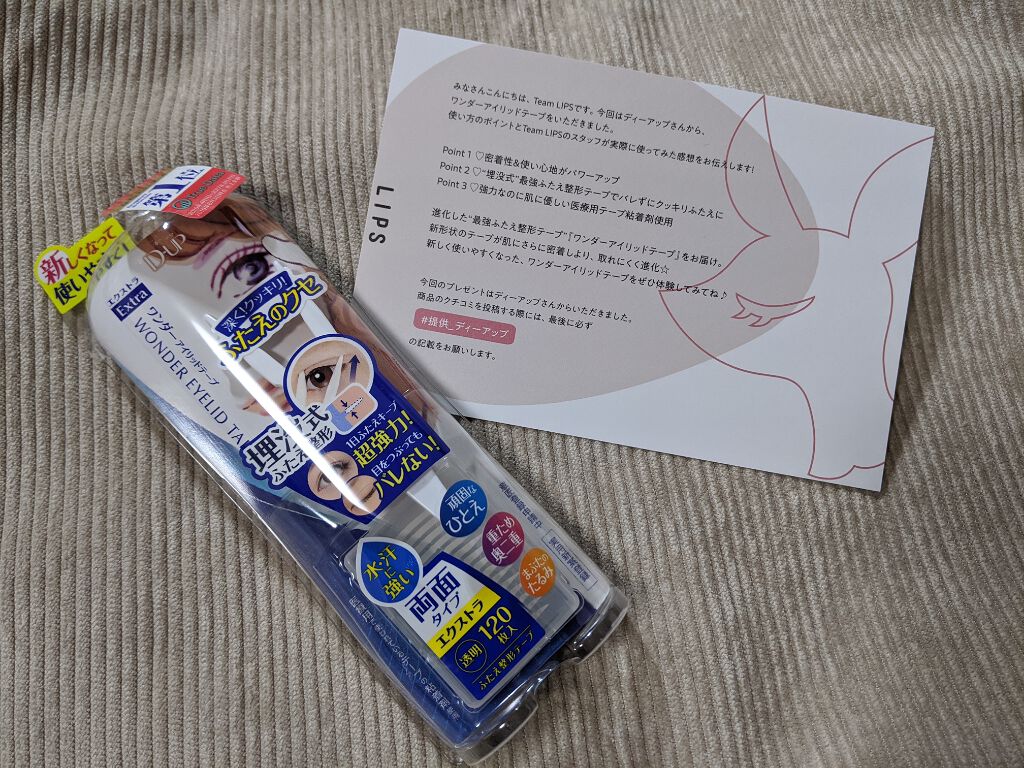 みなさんこんにちは、Team LIPSです。今回はディーアップさんから、
ワンダーアイリッドテープをいただきました。
使い方のポイントとTeam LIPSのスタッフが実際に使ってみた感想をお伝えします!
Point 1 ♡密着性&使い心地がパワーアップ
Point 2 ♡“埋没式”最強ふたえ整形テープでバレずにクッキリふたえに
Point 3 ♡強力なのに肌に優しい医療用テープ粘着剤使用
進化した“最強ふたえ整形テープ”「ワンダーアイリッドテープ」をお届け。
新形状のテープが肌にさらに密着しより、取れにくく進化☆
新しく使いやすくなった、ワンダーアイリッドテープをぜひ体験してみてね♪
今回のプレゼントはディーアップさんからいただきました。
商品のクチコミを投稿する際には、最後に必ず
#提供_ディーアップ
の記載をお願いします。
LIPS
第1位
新しくなって
使いやすく
D-UP
エクストラ
Extra
ワンダーアイリッドテープ
WONDER EYELID TA
深く!クッキリ!
ふたえのクセ
埋没式
ふたえ整形
1日ふたえキープ
超強力!
目をつぶっても
バレない!
頑固な
ひとえ
重ため
奥二重
まぶたの
たるみ
水・汗
に
強い
両面
タイプ
エクストラ
透明
120
枚入
ふたえ整形テープ